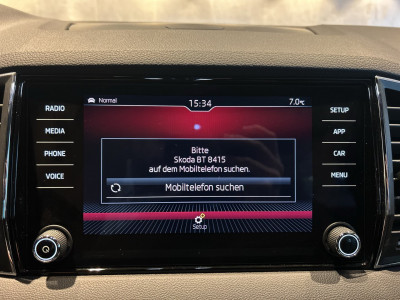 Normal
15:34
7.0°C
RADIO
MEDIA
PHONE
VOICE
SETUP
APP
CAR
MENU
Bitte
Skoda BT 8415
auf dem Mobiltelefon suchen.
Mobiltelefon suchen
Setup